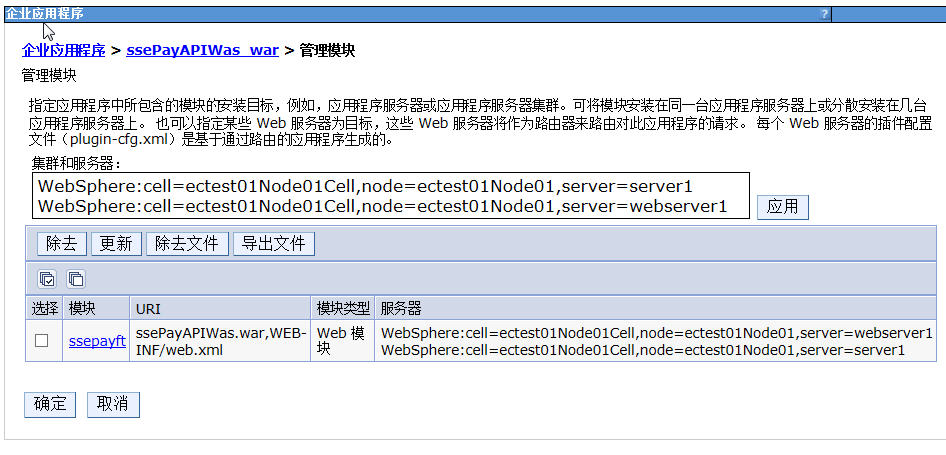 企业应用程序 ?
企业应用程序 > ssePayAPIWas_war > 管理模块
管理模块
指定应用程序中所包含的模块的安装目标，例如，应用程序服务器或应用程序服务器集群。可将模块安装在同一台应用程序服务器上或分散安装在几台
应用程序服务器上。 也可以指定某些 Web 服务器为目标，这些 Web 服务器将作为路由器来路由对此应用程序的请求。 每个 Web 服务器的插件配置
文件（plugin-cfg.xml）是基于通过路由的应用程序生成的。
集群和服务器：
WebSphere:cell=ectest01Node01Cell,node=ectest01Node01,server=server1
WebSphere:cell=ectest01Node01Cell,node=ectest01Node01,server=webserver1
应用
除去 更新 除去文件 导出文件
选择 模块 URI 模块类型 服务器
ssepayft ssePayAPIWas.war,WEB- Web 模 WebSphere:cell=ectest01Node01Cell,node=ectest01Node01,server=webserver1
INF/web.xml 块 WebSphere:cell=ectest01Node01Cell,node=ectest01Node01,server=server1
确定 取消